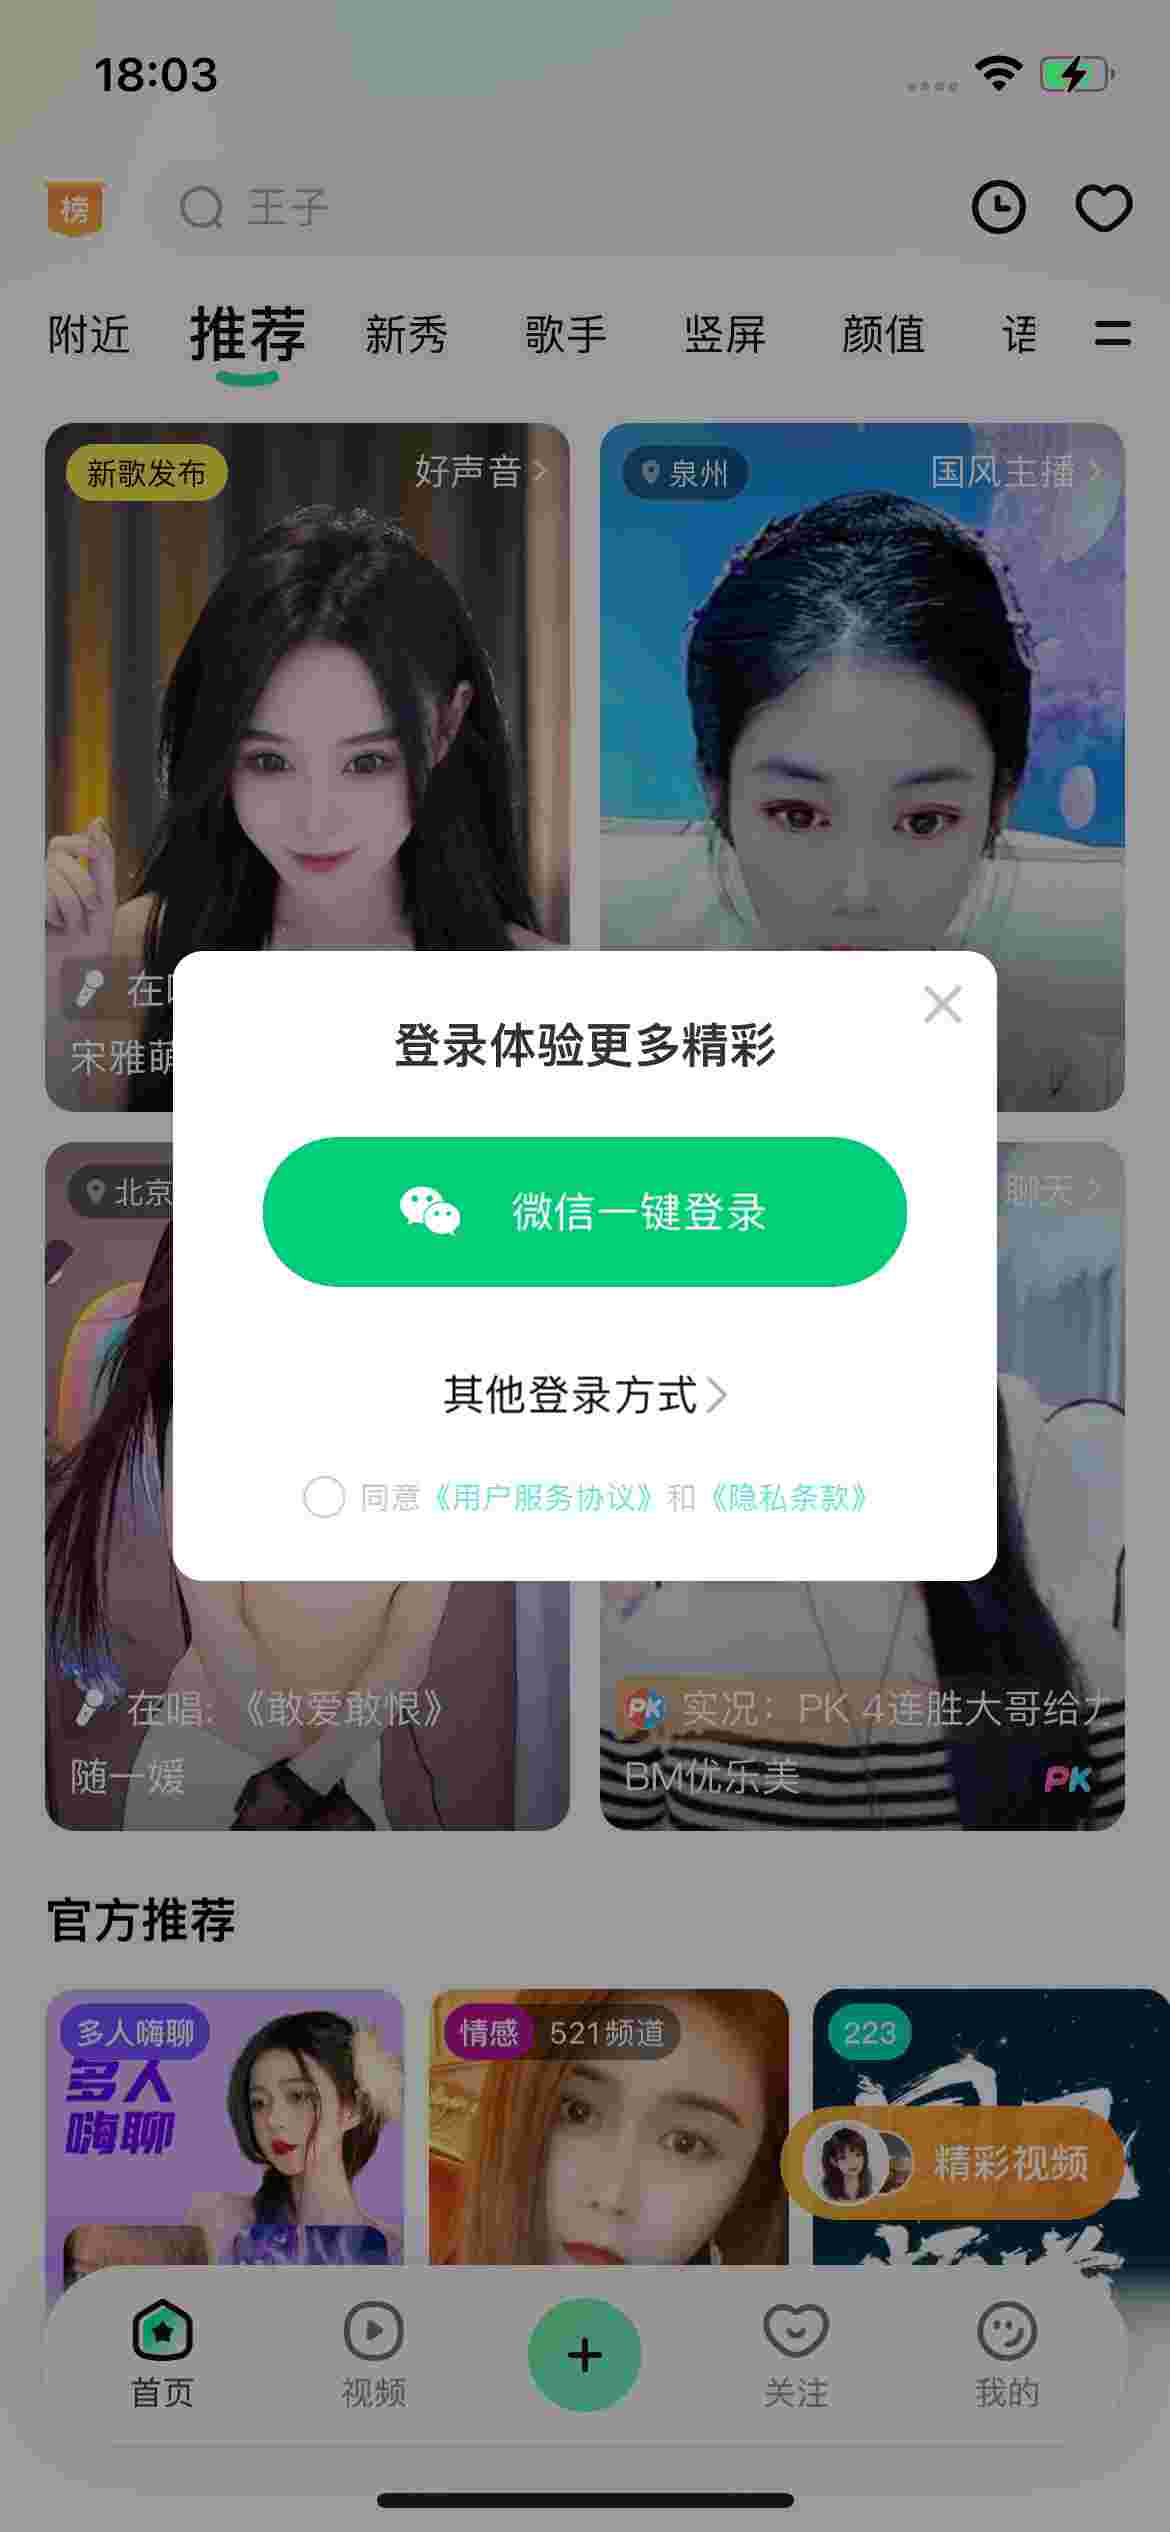 18:03
榜
王子
附近 推荐 新秀 歌手 竖屏 颜值 语
新歌发布
好声音
泉州
国风主播
在
宋雅萌
登录体验更多精彩
微信一键登录
其他登录方式
同意《用户服务协议》和《隐私条款》
北京
聊天
在唱:《敢爱敢恨》
随一媛
PK 实况：PK 4连胜大哥给力
BM优乐美
PK
官方推荐
多人嗨聊
多人
嗨聊
情感 521频道
223
精彩视频
首页 视频 关注 我的